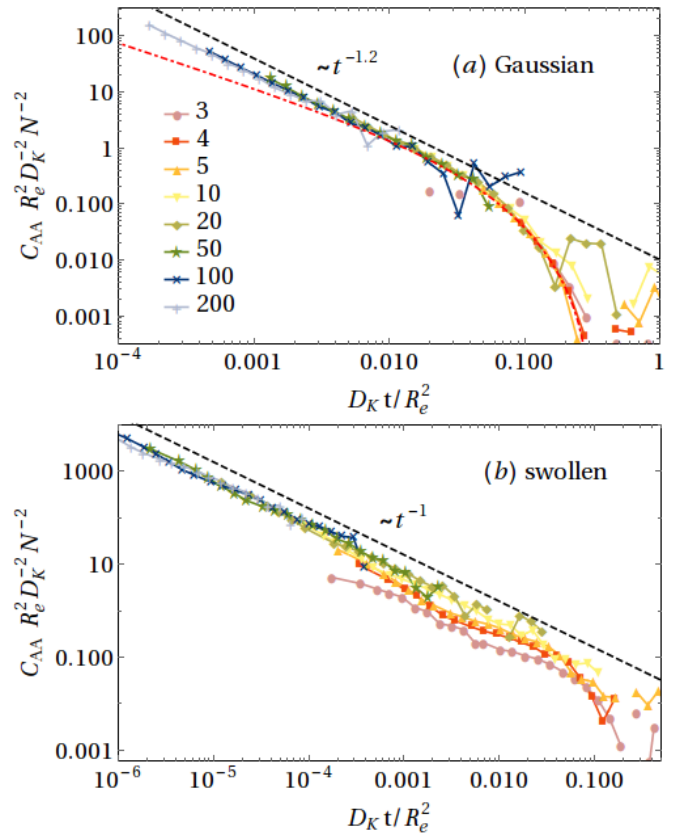 100
10
1
0.100
0.010
0.001
C_AA R_e^2 D_K^-2 N^-2
~t^-1.2
(a) Gaussian
3
4
5
10
20
50
100
200
10^-4 0.001 0.010 0.100 1
D_K t/R_e^2
1000
10
0.100
0.001
C_AA R_e^2 D_K^-2 N^-2
(b) swollen
~t^-1
10^-6 10^-5 10^-4 0.001 0.010 0.100
D_K t/R_e^2